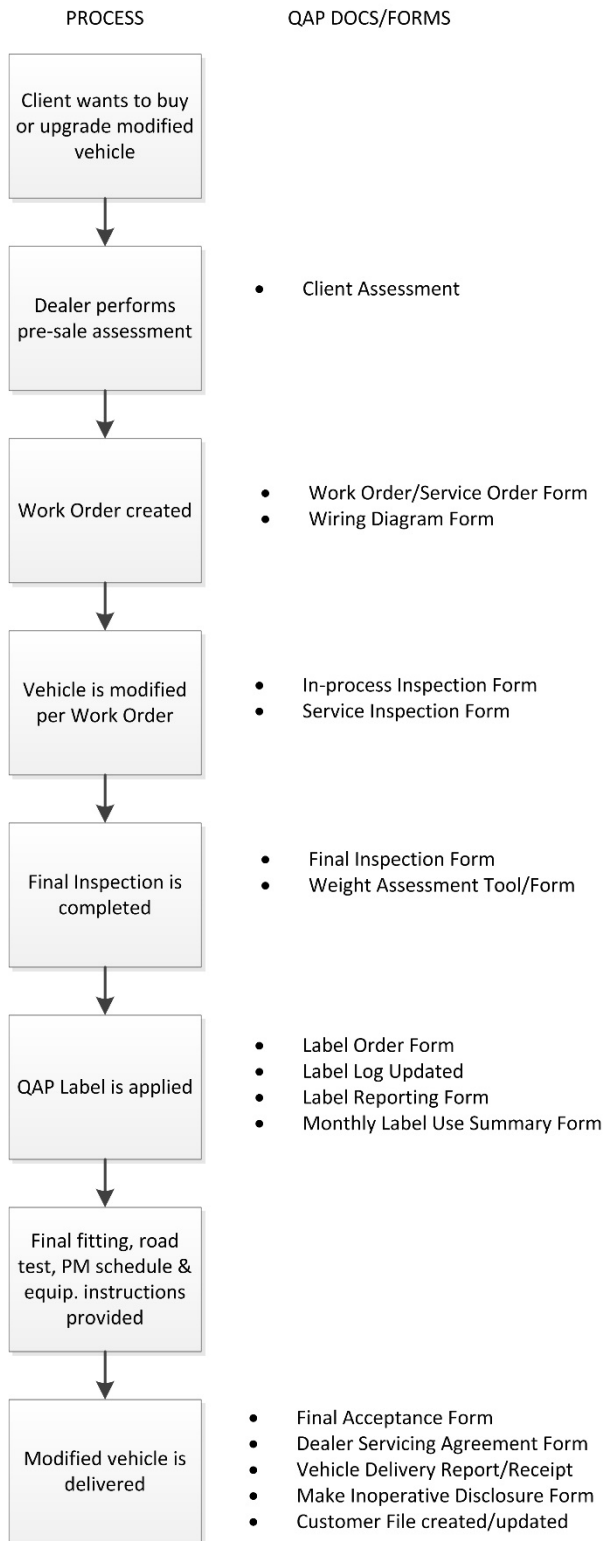 PROCESS
QAP DOCS/FORMS
Client wants to buy
or upgrade modified
vehicle
Dealer performs
pre-sale assessment
• Client Assessment
Work Order created
• Work Order/Service Order Form
• Wiring Diagram Form
Vehicle is modified
per Work Order
• In-process Inspection Form
• Service Inspection Form
Final Inspection is
completed
• Final Inspection Form
• Weight Assessment Tool/Form
QAP Label is applied
• Label Order Form
• Label Log Updated
• Label Reporting Form
• Monthly Label Use Summary Form
Final fitting, road
test, PM schedule &
equip. instructions
provided
Modified vehicle is
delivered
• Final Acceptance Form
• Dealer Servicing Agreement Form
• Vehicle Delivery Report/Receipt
• Make Inoperative Disclosure Form
• Customer File created/updated